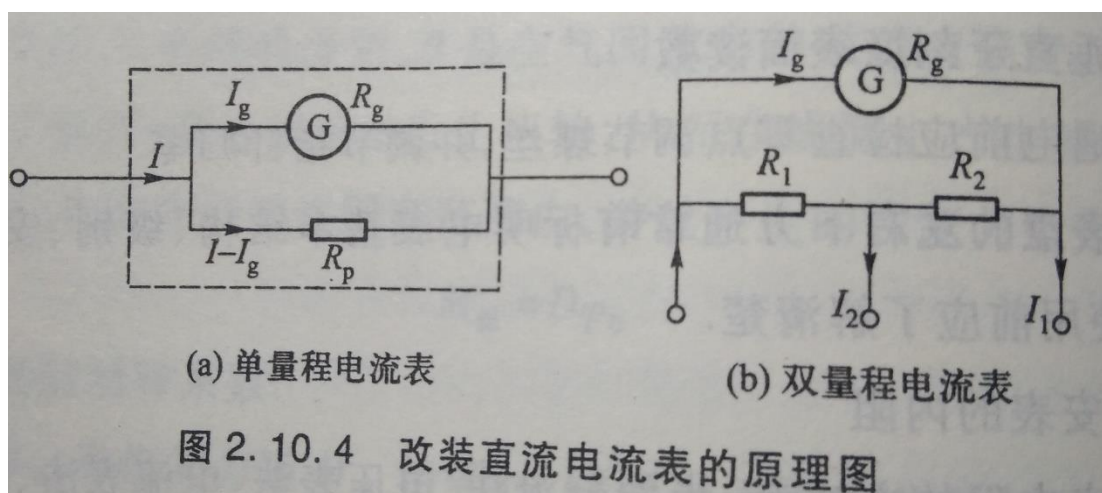 I
I_g
G
R_g
I–I_g
R_p
(a) 单量程电流表
I_g
G
R_g
R_1
R_2
I_2
I_1
(b) 双量程电流表
图 2.10.4 改装直流电流表的原理图